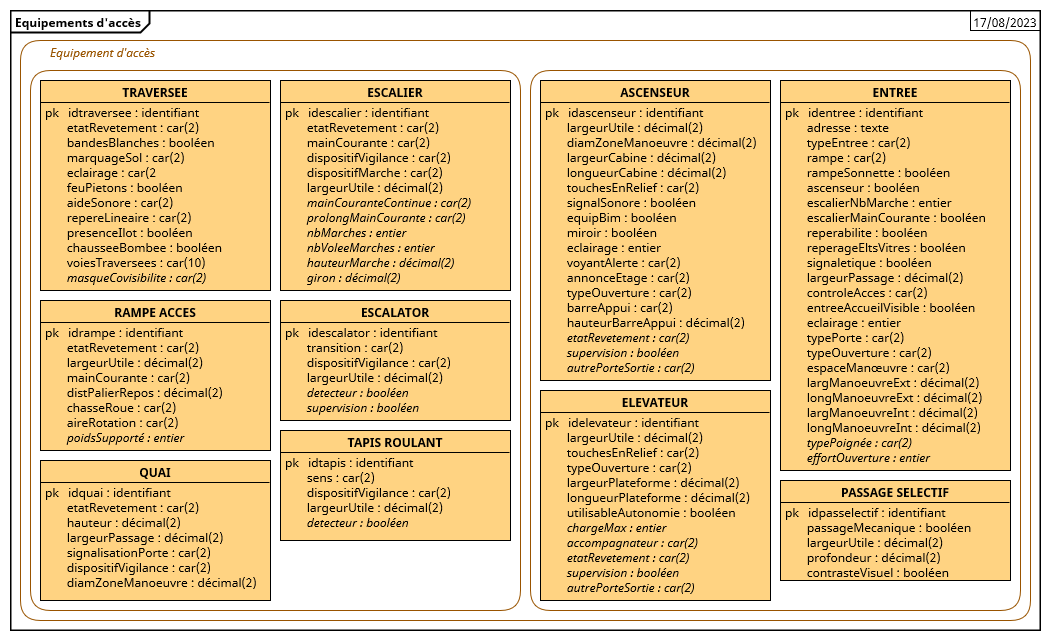 Equipements d'accès
17/08/2023
Equipement d'accès
TRAVERSEE
pk idtraversee : identifiant
etatRevetement : car(2)
bandesBlanches : booléen
marquageSol : car(2)
eclairage : car(2
feuPietons : booléen
aideSonore : car(2)
repereLineaire : car(2)
presenceIlot : booléen
chausseeBombee : booléen
voiesTraversees : car(10)
masqueCovisibilite : car(2)
RAMPE ACCES
pk idrampe : identifiant
etatRevetement : car(2)
largeurUtile : décimal(2)
mainCourante : car(2)
distPalierRepos : décimal(2)
chasseRoue : car(2)
aireRotation : car(2)
poidsSupporté : entier
QUAI
pk idquai : identifiant
etatRevetement : car(2)
hauteur : décimal(2)
largeurPassage : décimal(2)
signalisationPorte : car(2)
dispositifVigilance : car(2)
diamZoneManoeuvre : décimal(2)
ESCALIER
pk idescalier : identifiant
etatRevetement : car(2)
mainCourante : car(2)
dispositifVigilance : car(2)
dispositifMarche : car(2)
largeurUtile : décimal(2)
mainCouranteContinue : car(2)
prolongMainCourante : car(2)
nbMarches : entier
nbVoleeMarches : entier
hauteurMarche : décimal(2)
giron : décimal(2)
ESCALATOR
pk idescalator : identifiant
transition : car(2)
dispositifVigilance : car(2)
largeurUtile : décimal(2)
detecteur : booléen
supervision : booléen
TAPIS ROULANT
pk idtapis : identifiant
sens : car(2)
dispositifVigilance : car(2)
largeurUtile : décimal(2)
detecteur : booléen
ASCENSEUR
pk idascenseur : identifiant
largeurUtile : décimal(2)
diamZoneManoeuvre : décimal(2)
largeurCabine : décimal(2)
longueurCabine : décimal(2)
touchesEnRelief : car(2)
signalSonore : booléen
equipBim : booléen
miroir : booléen
eclairage : entier
voyantAlerte : car(2)
annonceEtage : car(2)
typeOuverture : car(2)
barreAppui : car(2)
hauteurBarreAppui : décimal(2)
etatRevetement : car(2)
supervision : booléen
autrePorteSortie : car(2)
ELEVATEUR
pk idelevateur : identifiant
largeurUtile : décimal(2)
touchesEnRelief : car(2)
typeOuverture : car(2)
largeurPlateforme : décimal(2)
longueurPlateforme : décimal(2)
utilisableAutonomie : booléen
chargeMax : entier
accompagnateur : car(2)
etatRevetement : car(2)
supervision : booléen
autrePorteSortie : car(2)
ENTREE
pk identree : identifiant
adresse : texte
typeEntree : car(2)
rampe : car(2)
rampeSonnette : booléen
ascenseur : booléen
escalierNbMarche : entier
escalierMainCourante : booléen
reperabilite : booléen
reperageEltsVitres : booléen
signaletique : booléen
largeurPassage : décimal(2)
controleAcces : car(2)
entreeAccueilVisible : booléen
eclairage : entier
typePorte : car(2)
typeOuverture : car(2)
espaceManœuvre : car(2)
largManoeuvreExt : décimal(2)
longManoeuvreExt : décimal(2)
largManoeuvreInt : décimal(2)
longManoeuvreInt : décimal(2)
typePoignée : car(2)
effortOuverture : entier
PASSAGE SELECTIF
pk idpasselectif : identifiant
passageMecanique : booléen
largeurUtile : décimal(2)
profondeur : décimal(2)
contrasteVisuel : booléen